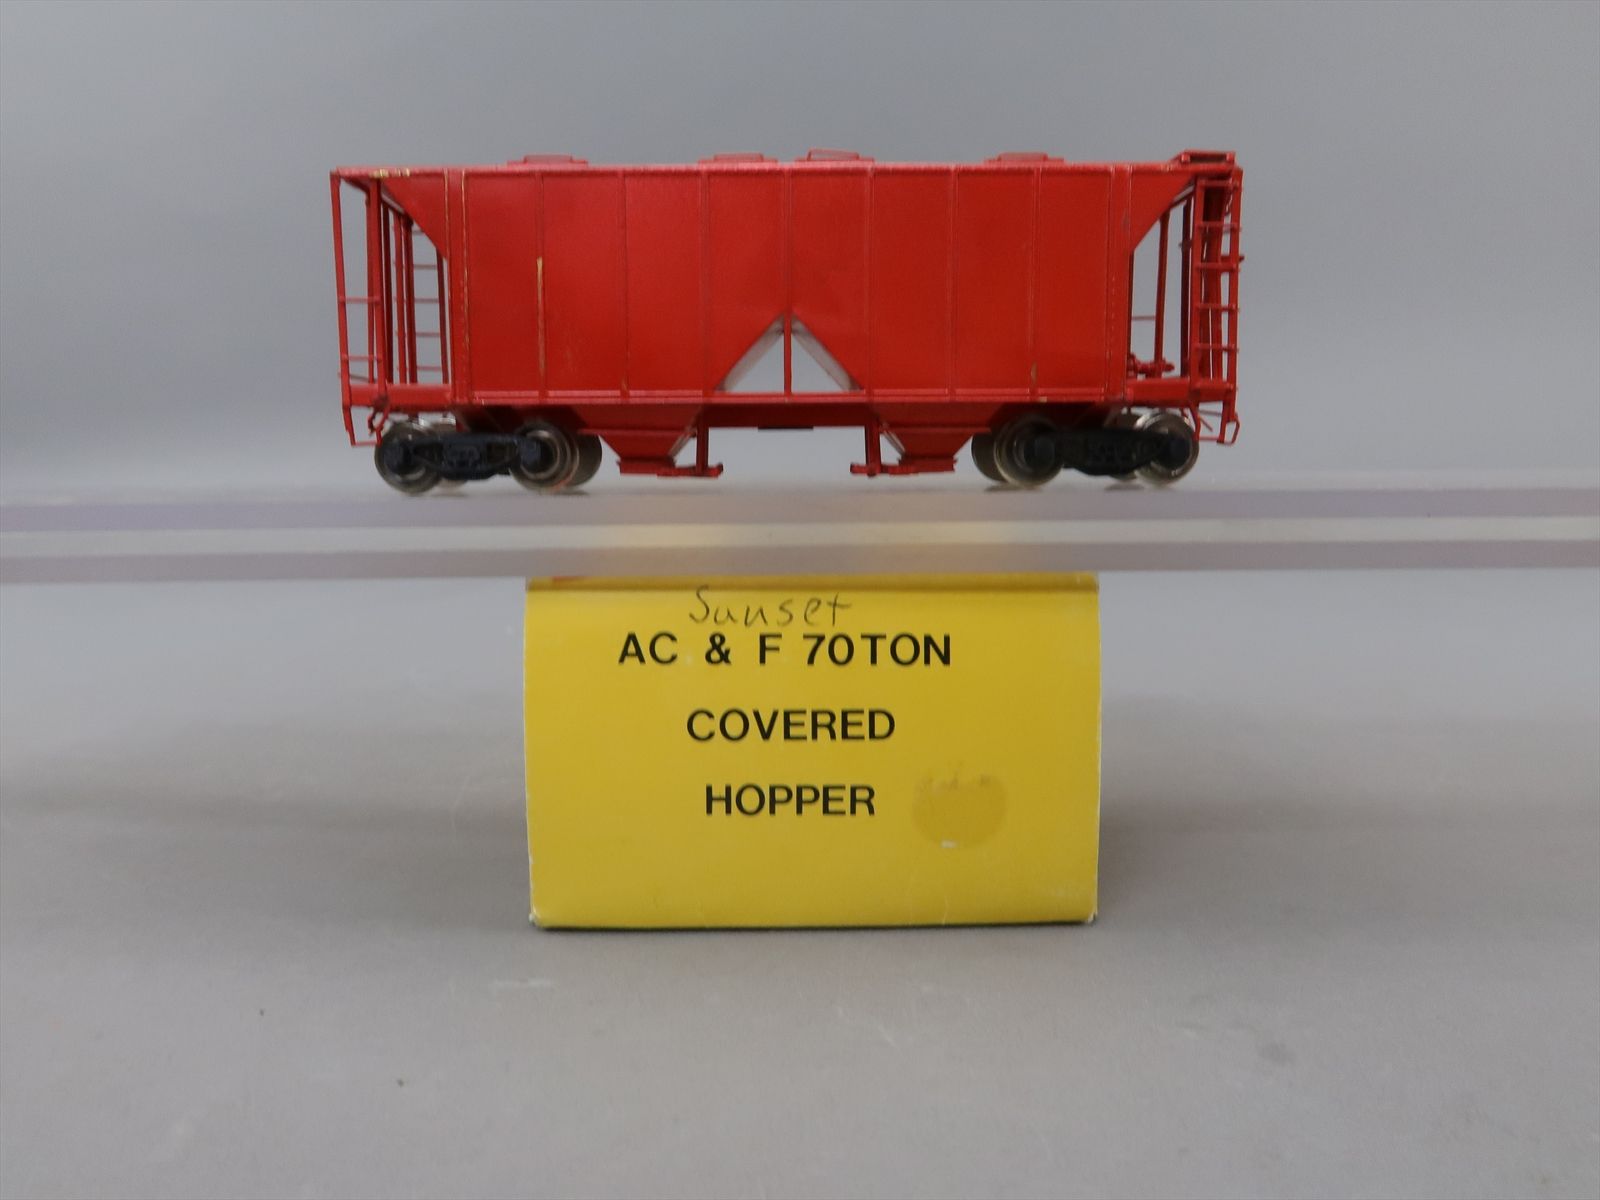 Sunset
AC & F 70TON
COVERED
HOPPER